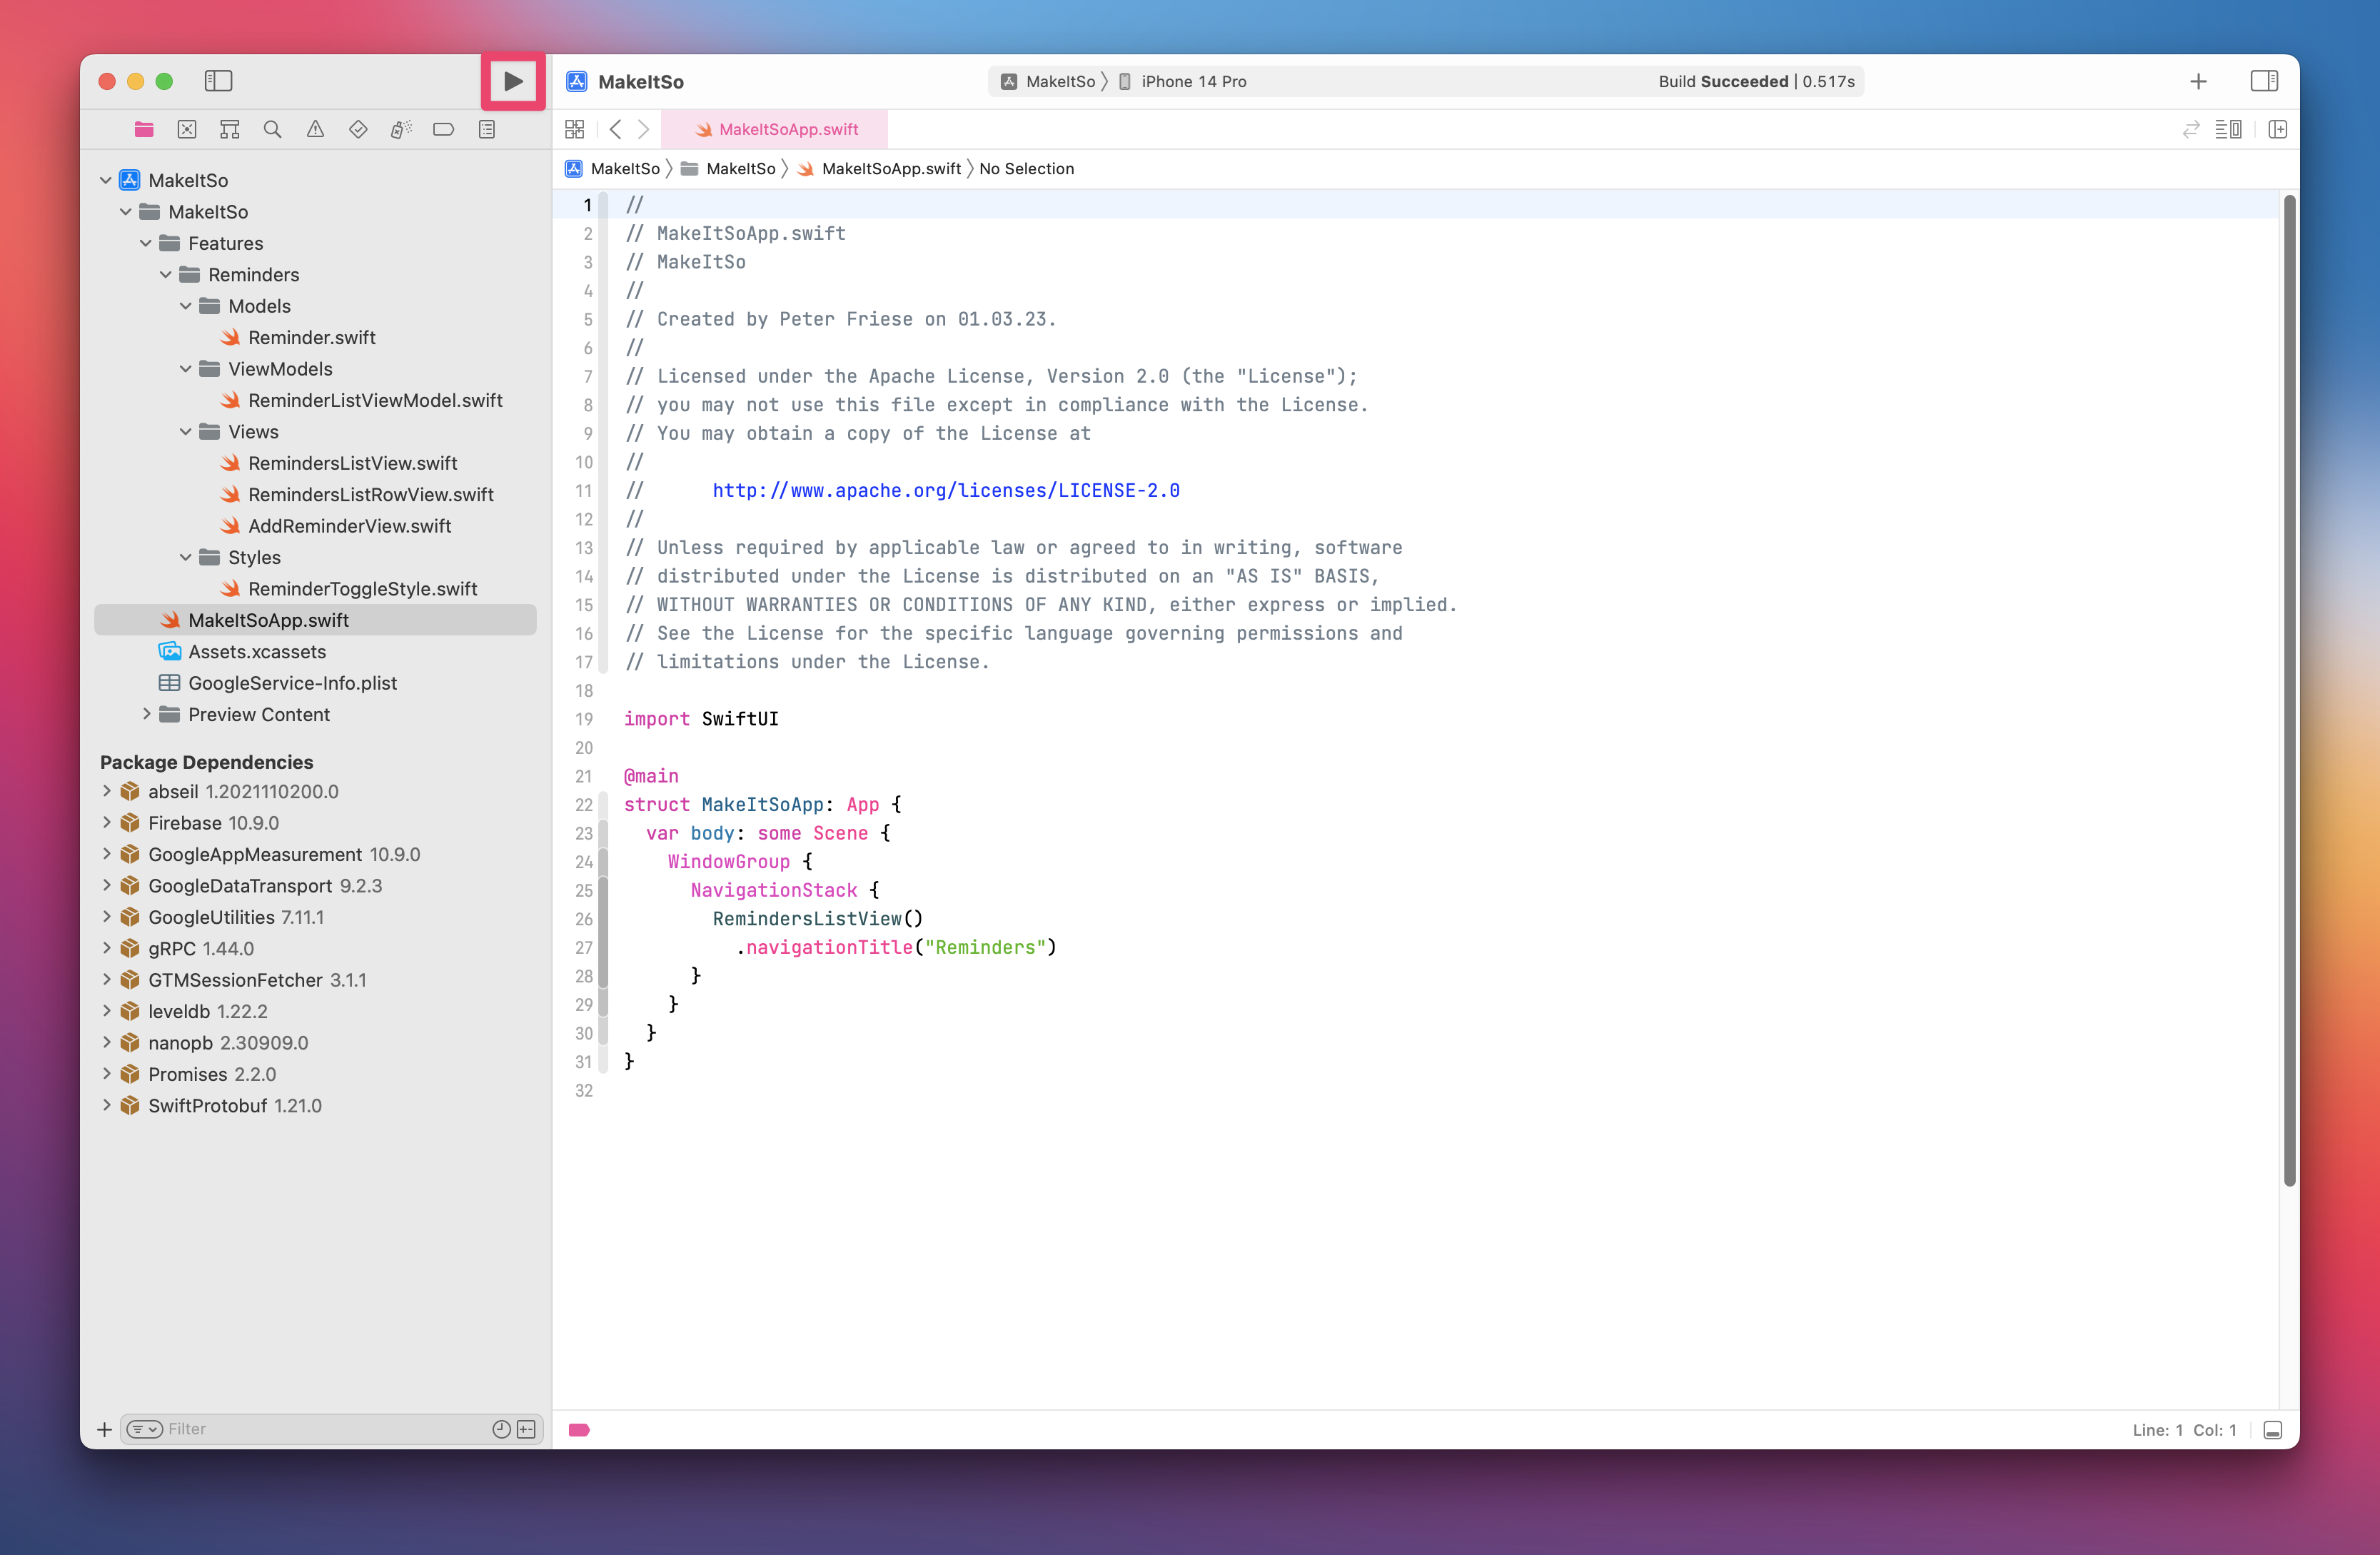 MakeItSo
MakeItSo iPhone 14 Pro
Build Succeeded | 0.517s
MakeItSoApp.swift
MakeItSo MakeItSo MakeItSoApp.swift No Selection
MakeItSo
MakeItSo
Features
Reminders
Models
Reminder.swift
ViewModels
ReminderListViewModel.swift
Views
RemindersListView.swift
RemindersListRowView.swift
AddReminderView.swift
Styles
ReminderToggleStyle.swift
MakeItSoApp.swift
Assets.xcassets
GoogleService-Info.plist
Preview Content
Package Dependencies
abseil 1.2021110200.0
Firebase 10.9.0
GoogleAppMeasurement 10.9.0
GoogleDataTransport 9.2.3
GoogleUtilities 7.11.1
gRPC 1.44.0
GTMSessionFetcher 3.1.1
leveldb 1.22.2
nanopb 2.30909.0
Promises 2.2.0
SwiftProtobuf 1.21.0
Filter
1 //
2 // MakeItSoApp.swift
3 // MakeItSo
4 //
5 // Created by Peter Friese on 01.03.23.
6 //
7 // Licensed under the Apache License, Version 2.0 (the "License");
8 // you may not use this file except in compliance with the License.
9 // You may obtain a copy of the License at
10 //
11 //      http://www.apache.org/licenses/LICENSE-2.0
12 //
13 // Unless required by applicable law or agreed to in writing, software
14 // distributed under the License is distributed on an "AS IS" BASIS,
15 // WITHOUT WARRANTIES OR CONDITIONS OF ANY KIND, either express or implied.
16 // See the License for the specific language governing permissions and
17 // limitations under the License.
18
19 import SwiftUI
20
21 @main
22 struct MakeItSoApp: App {
23   var body: some Scene {
24     WindowGroup {
25       NavigationStack {
26         RemindersListView()
27           .navigationTitle("Reminders")
28       }
29     }
30   }
31 }
32
Line: 1 Col: 1